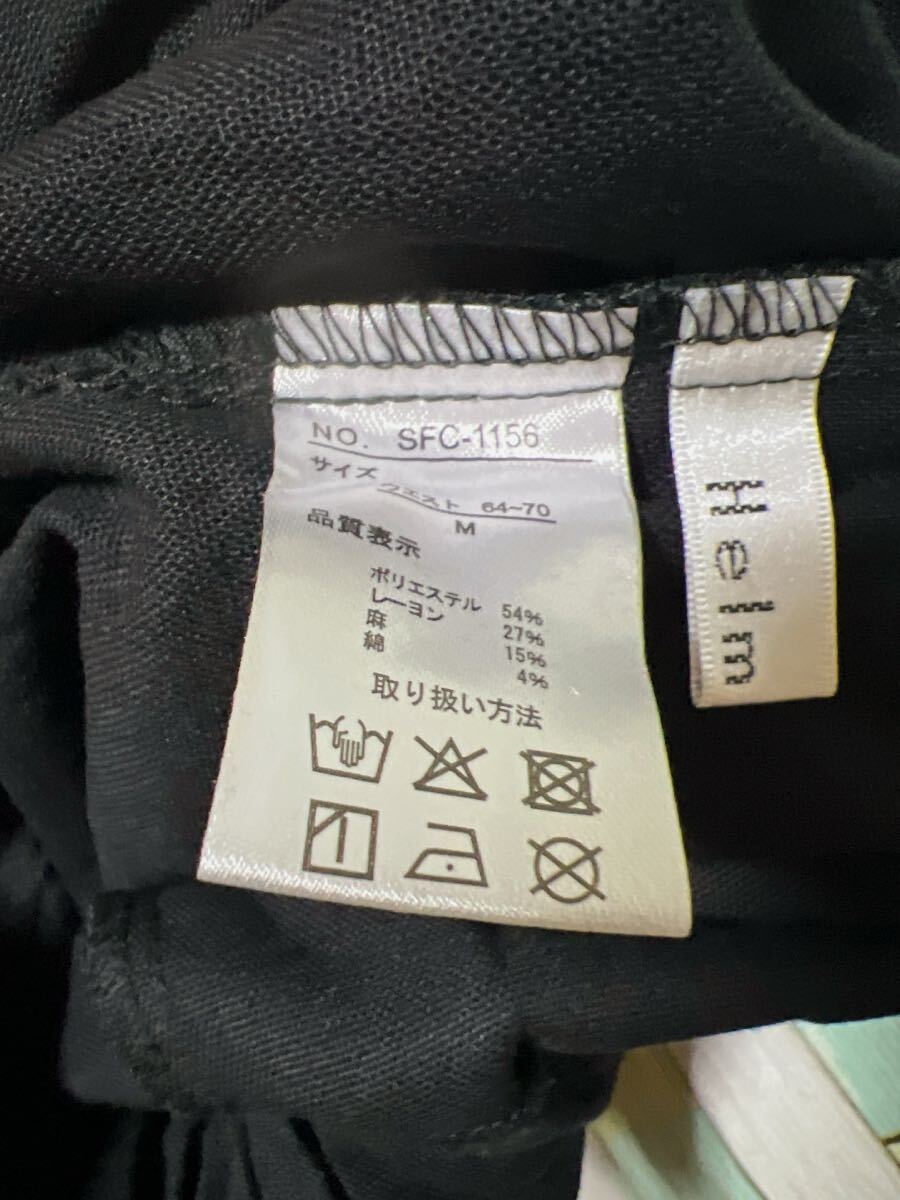 NO. SFC-1156
サイズ
ウエスト 64~70
M
品質表示
ポリエステル 54%
レーヨン 27%
麻 15%
綿 4%
取り扱い方法
Heim